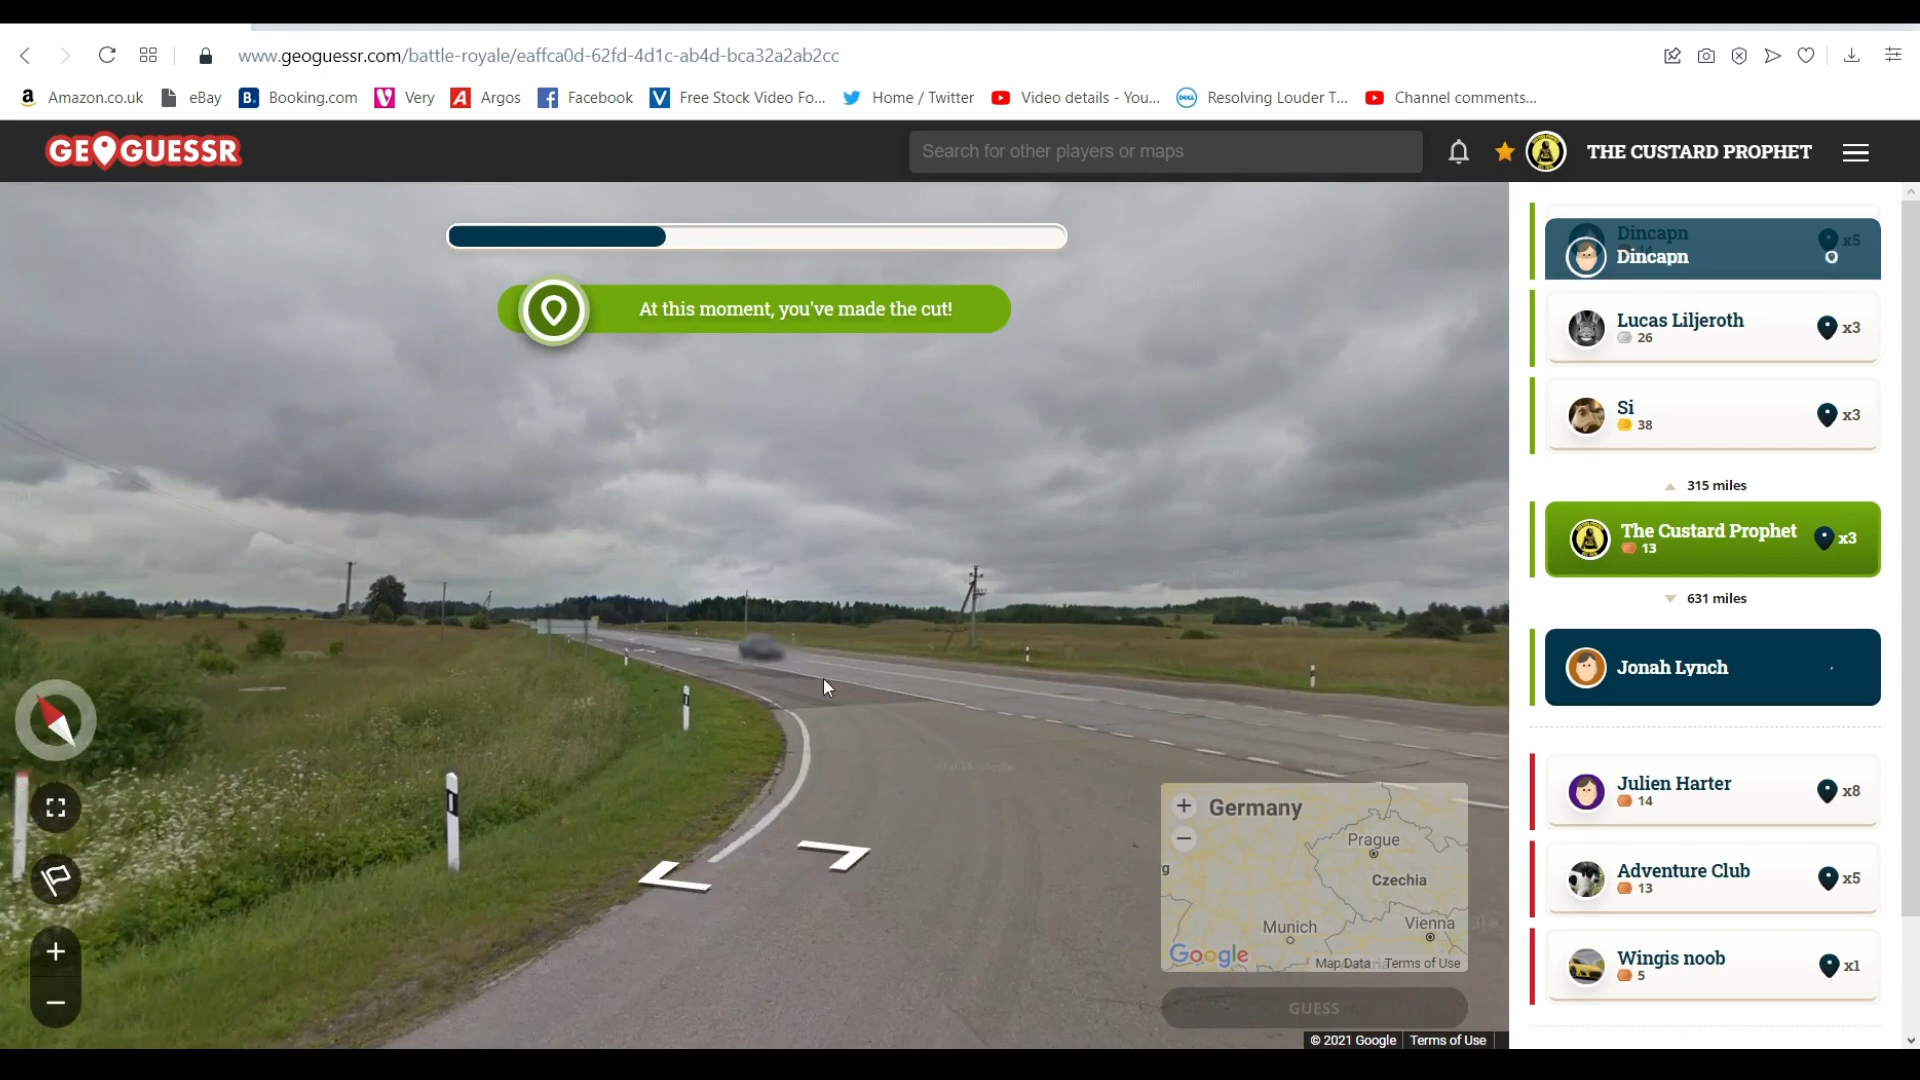 www.geoguessr.com/battle-royale/eaffca0d-62fd-4d1c-ab4d-bca32a2ab2cc
Amazon.co.uk eBay Booking.com Very Argos Facebook Free Stock Video Fo... Home / Twitter Video details - You... Resolving Louder T... Channel comments...
GEOGUESSR
Search for other players or maps
THE CUSTARD PROPHET
At this moment, you've made the cut!
Dincapn
x5
Dincapn
Lucas Liljeroth
26
x3
Si
38
x3
315 miles
The Custard Prophet
13
x3
631 miles
Jonah Lynch
Julien Harter
14
x8
Adventure Club
13
x5
Wingis noob
5
x1
Germany
Prague
Czechia
Munich
Vienna
Google
Map Data Terms of Use
GUESS
© 2021 Google Terms of Use